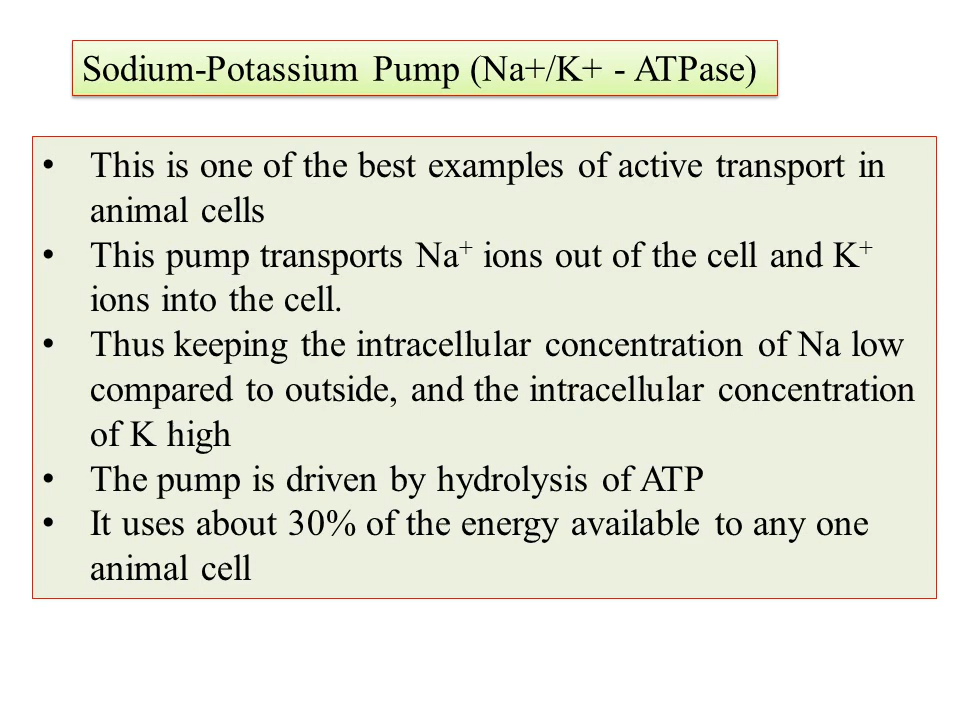 Sodium-Potassium Pump (Na+/K+ - ATPase)
• This is one of the best examples of active transport in
animal cells
• This pump transports Na⁺ ions out of the cell and K⁺
ions into the cell.
• Thus keeping the intracellular concentration of Na low
compared to outside, and the intracellular concentration
of K high
• The pump is driven by hydrolysis of ATP
• It uses about 30% of the energy available to any one
animal cell